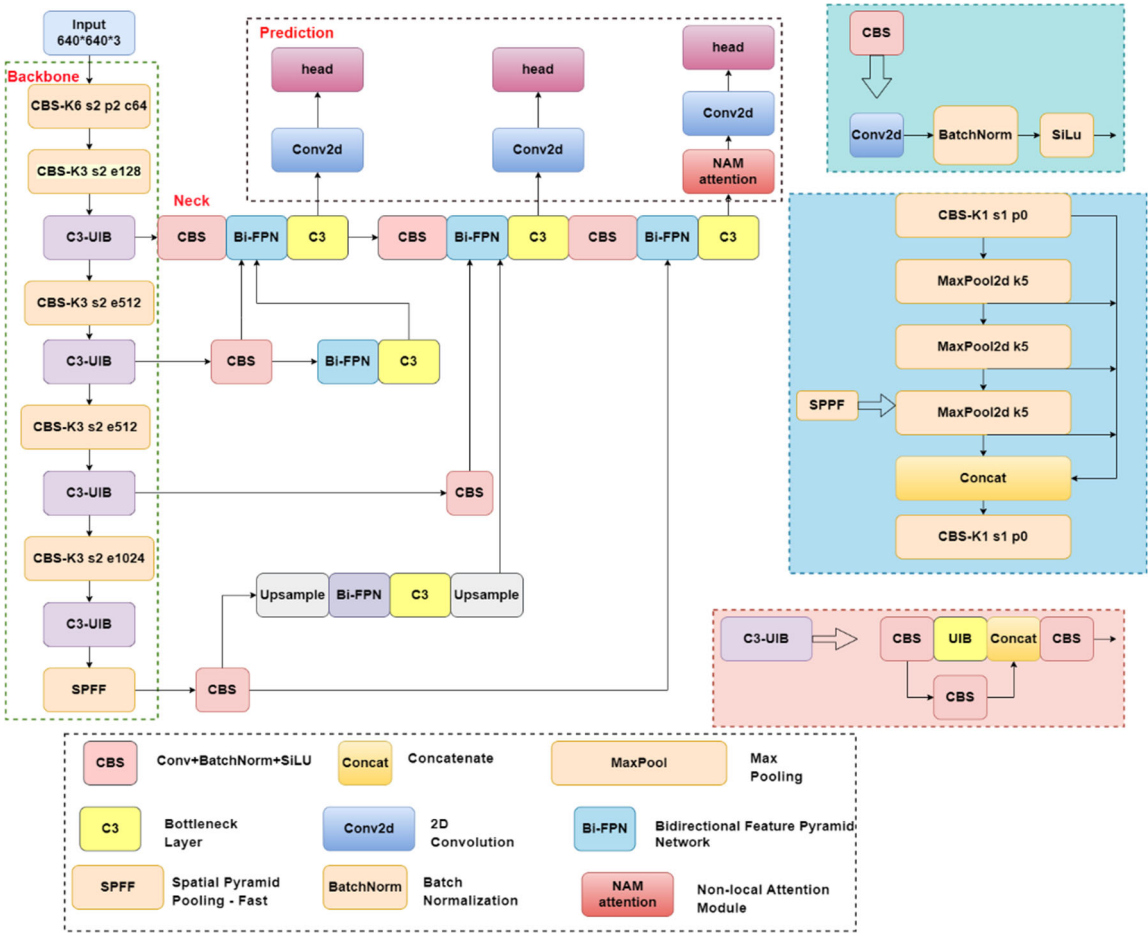 Input
640*640*3
Backbone
CBS-K6 s2 p2 c64
CBS-K3 s2 e128
C3-UIB
CBS-K3 s2 e512
C3-UIB
CBS-K3 s2 e512
C3-UIB
CBS-K3 s2 e1024
C3-UIB
SPFF
Prediction
head
head
head
Conv2d
Conv2d
Conv2d
NAM
attention
Neck
CBS Bi-FPN C3 CBS Bi-FPN C3 CBS Bi-FPN C3
CBS Bi-FPN C3
CBS
Upsample Bi-FPN C3 Upsample
CBS
CBS
Conv2d BatchNorm SiLu
CBS-K1 s1 p0
MaxPool2d k5
MaxPool2d k5
SPPF
MaxPool2d k5
Concat
CBS-K1 s1 p0
C3-UIB
CBS UIB Concat CBS
CBS
CBS Conv+BatchNorm+SiLU
Concat Concatenate
MaxPool Max
Pooling
C3 Bottleneck
Layer
Conv2d 2D
Convolution
Bi-FPN Bidirectional Feature Pyramid
Network
SPFF Spatial Pyramid
Pooling - Fast
BatchNorm Batch
Normalization
NAM
attention
Non-local Attention
Module